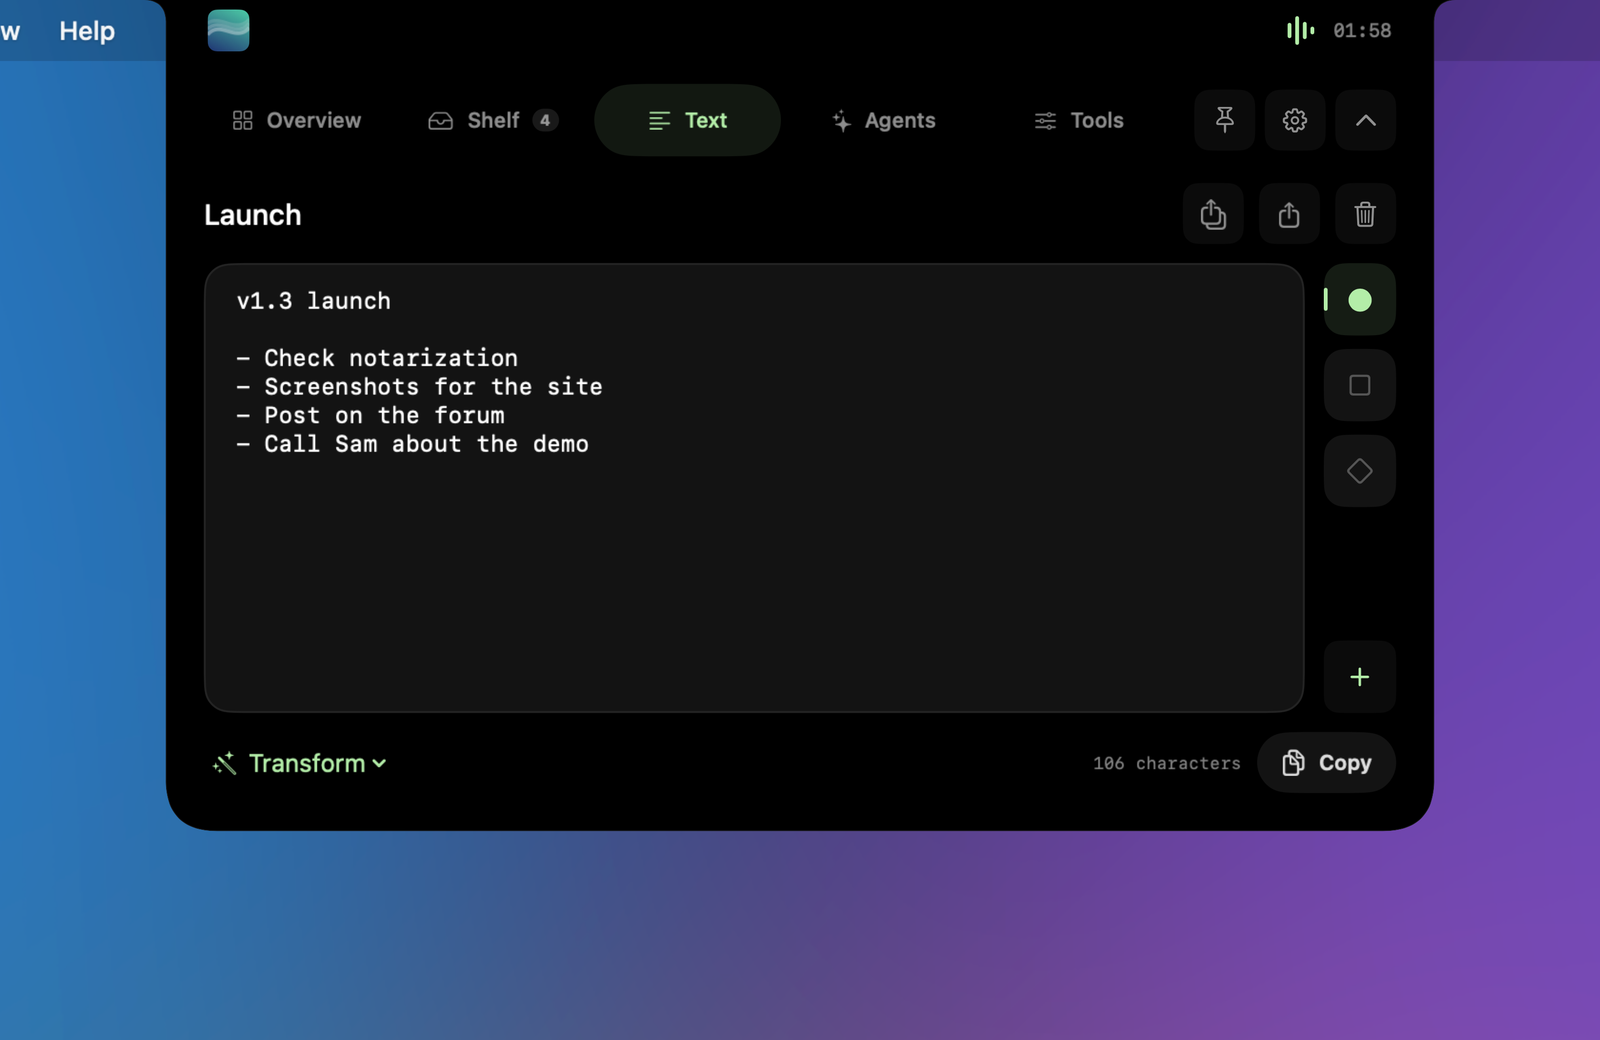 w Help
01:58
Overview Shelf 4 Text Agents Tools
Launch
v1.3 launch
– Check notarization
– Screenshots for the site
– Post on the forum
– Call Sam about the demo
Transform 106 characters Copy